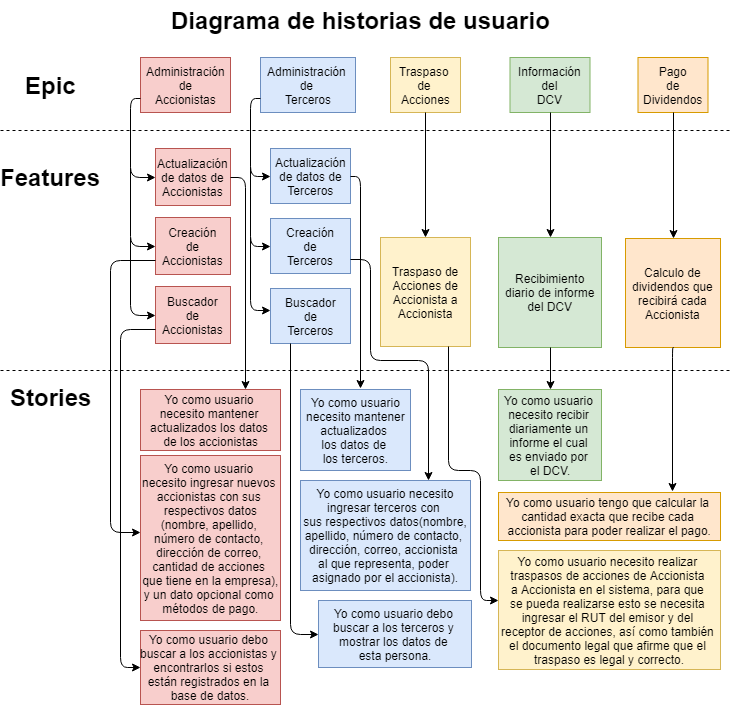 Diagrama de historias de usuario
Epic
Administración
de
Accionistas
Administración
de
Terceros
Traspaso
de
Acciones
Información
del
DCV
Pago
de
Dividendos
Features
Actualización
de datos de
Accionistas
Actualización
de datos de
Terceros
Creación
de
Accionistas
Creación
de
Terceros
Buscador
de
Accionistas
Buscador
de
Terceros
Traspaso de
Acciones de
Accionista a
Accionista
Recibimiento
diario de informe
del DCV
Calculo de
dividendos que
recibirá cada
Accionista
Stories
Yo como usuario
necesito mantener
actualizados los datos
de los accionistas
Yo como usuario
necesito ingresar nuevos
accionistas con sus
respectivos datos
(nombre, apellido,
número de contacto,
dirección de correo,
cantidad de acciones
que tiene en la empresa),
y un dato opcional como
métodos de pago.
Yo como usuario debo
buscar a los accionistas y
encontrarlos si estos
están registrados en la
base de datos.
Yo como usuario
necesito mantener
actualizados
los datos de
los terceros.
Yo como usuario necesito
ingresar terceros con
sus respectivos datos(nombre,
apellido, número de contacto,
dirección, correo, accionista
al que representa, poder
asignado por el accionista).
Yo como usuario debo
buscar a los terceros y
mostrar los datos de
esta persona.
Yo como usuario
necesito recibir
diariamente un
informe el cual
es enviado por
el DCV.
Yo como usuario tengo que calcular la
cantidad exacta que recibe cada
accionista para poder realizar el pago.
Yo como usuario necesito realizar
traspasos de acciones de Accionista
a Accionista en el sistema, para que
se pueda realizarse esto se necesita
ingresar el RUT del emisor y del
receptor de acciones, así como también
el documento legal que afirme que el
traspaso es legal y correcto.